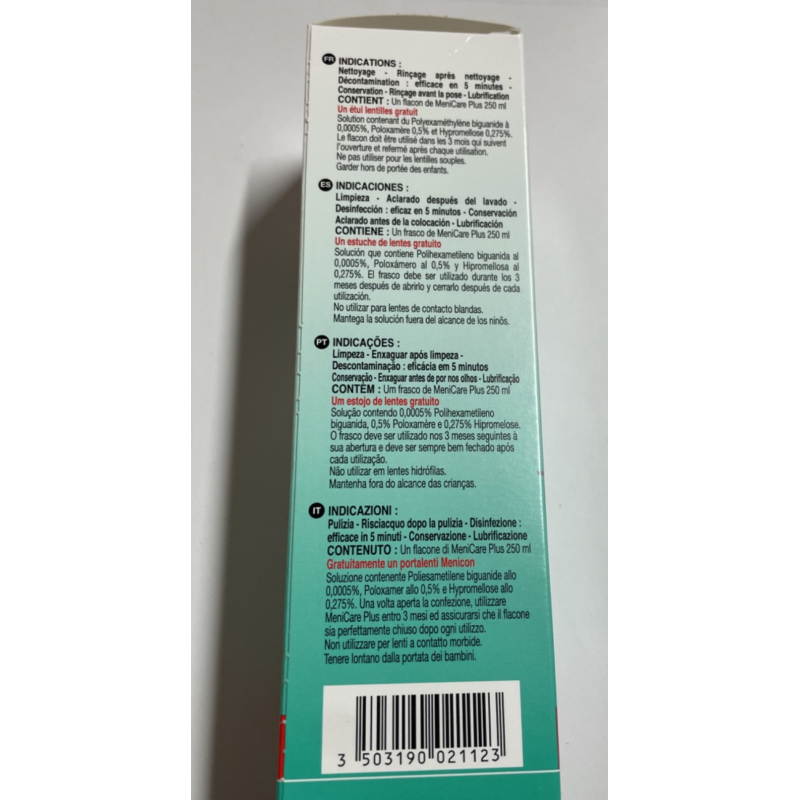 FR INDICATIONS :
Nettoyage - Rinçage après nettoyage -
Décontamination : efficace en 5 minutes -
Conservation - Rinçage avant la pose - Lubrification
CONTIENT : Un flacon de MeniCare Plus 250 ml
Un étui lentilles gratuit
Solution contenant du Polyexaméthylène biguanide à
0,0005%, Poloxamère 0,5% et Hypromellose 0,275%.
Le flacon doit être utilisé dans les 3 mois qui suivent
l'ouverture et refermé après chaque utilisation.
Ne pas utiliser pour les lentilles souples.
Garder hors de portée des enfants.
ES INDICACIONES :
Limpieza - Aclarado después del lavado -
Desinfección : eficaz en 5 minutos - Conservación
Aclarado antes de la colocación - Lubrificación
CONTIENE : Un frasco de MeniCare Plus 250 ml
Un estuche de lentes gratuito
Solución que contiene Polihexametileno biguanida al
0,0005%, Poloxámero al 0,5% y Hipromellosa al
0,275%. El frasco debe ser utilizado durante los 3
meses después de abrirlo y cerrarlo después de cada
utilización.
No utilizar para lentes de contacto blandas.
Mantega la solución fuera del alcance de los ninõs.
PT INDICAÇÕES :
Limpeza - Enxaguar após limpeza -
Descontaminação : eficácia em 5 minutos
Conservação - Enxaguar antes de por nos olhos - Lubrificação
CONTÈM : Um frasco de MeniCare Plus 250 ml
Um estojo de lentes gratuito
Solução contendo 0,0005% Polihexametileno
biguanida, 0,5% Poloxamère e 0,275% Hipromelose.
O frasco deve ser utilizado nos 3 meses seguintes à
sua abertura e deve ser sempre bem fechado após
cada utilização.
Não utilizar em lentes hidrófilas.
Mantenha fora do alcance das crianças.
IT INDICAZIONI :
Pulizia - Risciacquo dopo la pulizia - Disinfezione :
efficace in 5 minuti - Conservazione - Lubrificazione
CONTENUTO : Un flacone di MeniCare Plus 250 ml
Gratuitamente un portalenti Menicon
Soluzione contenente Poliesametilene biguanide allo
0,0005%, Poloxamer allo 0,5% e Hypromellose allo
0,275%. Una volta aperta la confezione, utilizzare
MeniCare Plus entro 3 mesi ed assicurarsi che il flacone
sia perfettamente chiuso dopo ogni utilizzo.
Non utilizzare per lenti a contatto morbide.
Tenere lontano dalla portata dei bambini.
3 503190 021123